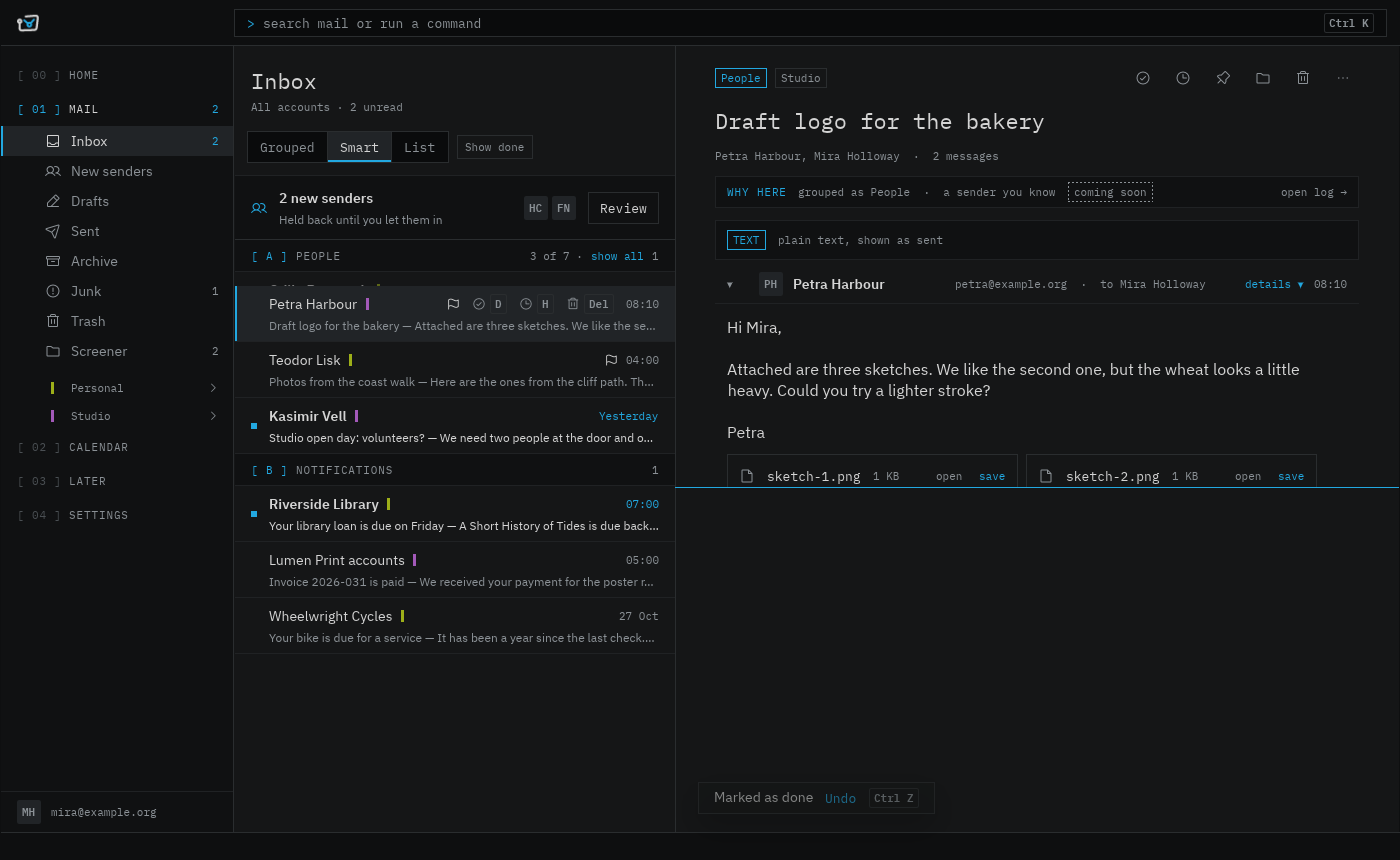 > search mail or run a command Ctrl K
[ 00 ] HOME
[ 01 ] MAIL 2
Inbox 2
New senders
Drafts
Sent
Archive
Junk 1
Trash
Screener 2
Personal
Studio
[ 02 ] CALENDAR
[ 03 ] LATER
[ 04 ] SETTINGS
MH mira@example.org
Inbox
All accounts · 2 unread
Grouped Smart List Show done
2 new senders
Held back until you let them in
HC FN Review
[ A ] PEOPLE 3 of 7 · show all 1
Petra Harbour D H Del 08:10
Draft logo for the bakery — Attached are three sketches. We like the se…
Teodor Lisk 04:00
Photos from the coast walk — Here are the ones from the cliff path. Th…
Kasimir Vell Yesterday
Studio open day: volunteers? — We need two people at the door and o…
[ B ] NOTIFICATIONS 1
Riverside Library 07:00
Your library loan is due on Friday — A Short History of Tides is due back…
Lumen Print accounts 05:00
Invoice 2026-031 is paid — We received your payment for the poster r…
Wheelwright Cycles 27 Oct
Your bike is due for a service — It has been a year since the last check.…
People Studio
Draft logo for the bakery
Petra Harbour, Mira Holloway · 2 messages
WHY HERE grouped as People · a sender you know coming soon open log →
TEXT plain text, shown as sent
▾ PH Petra Harbour petra@example.org · to Mira Holloway details ▾ 08:10
Hi Mira,
Attached are three sketches. We like the second one, but the wheat looks a little
heavy. Could you try a lighter stroke?
Petra
sketch-1.png 1 KB open save sketch-2.png 1 KB open save
Marked as done Undo Ctrl Z